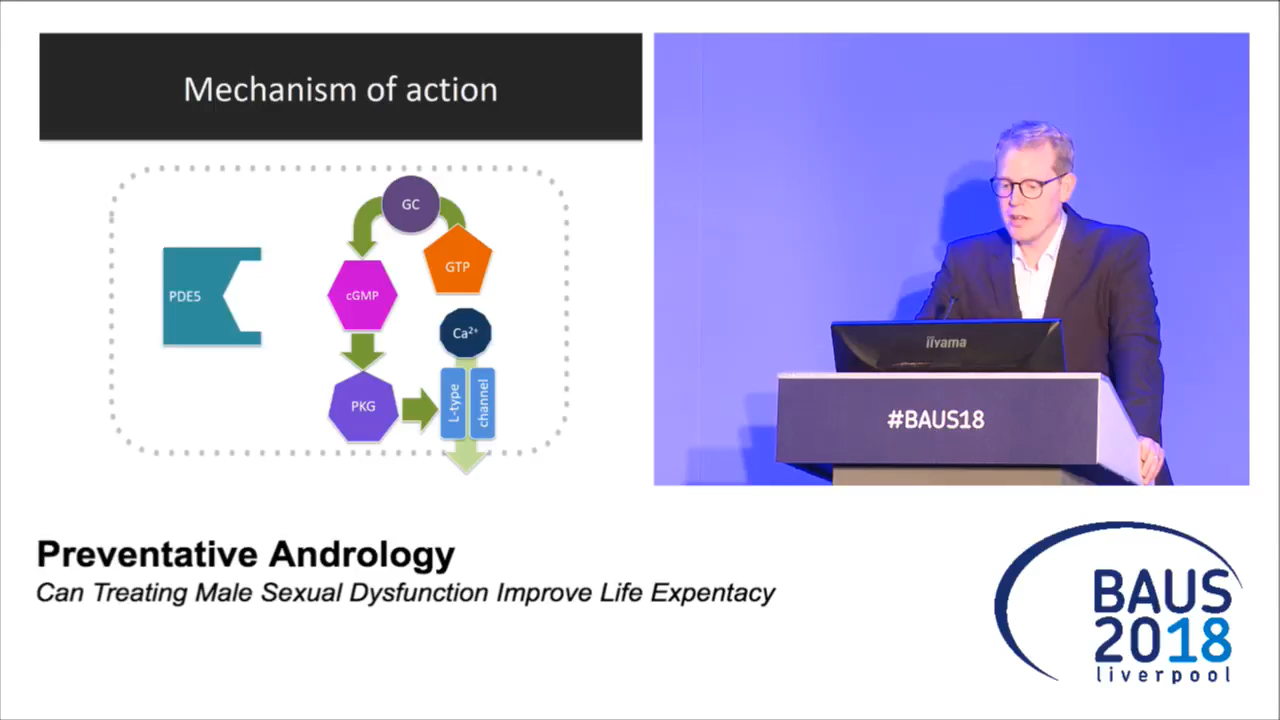 Mechanism of action
GC
GTP
PDE5
cGMP
Ca²⁺
PKG
L-type
channel
iiyama
#BAUS18
Preventative Andrology
Can Treating Male Sexual Dysfunction Improve Life Expentacy
BAUS
2018
liverpool